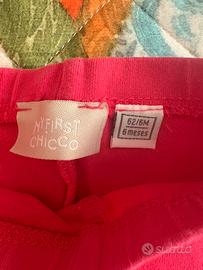 MY FIRST
CHICCO
62/6M
6 meses
subito